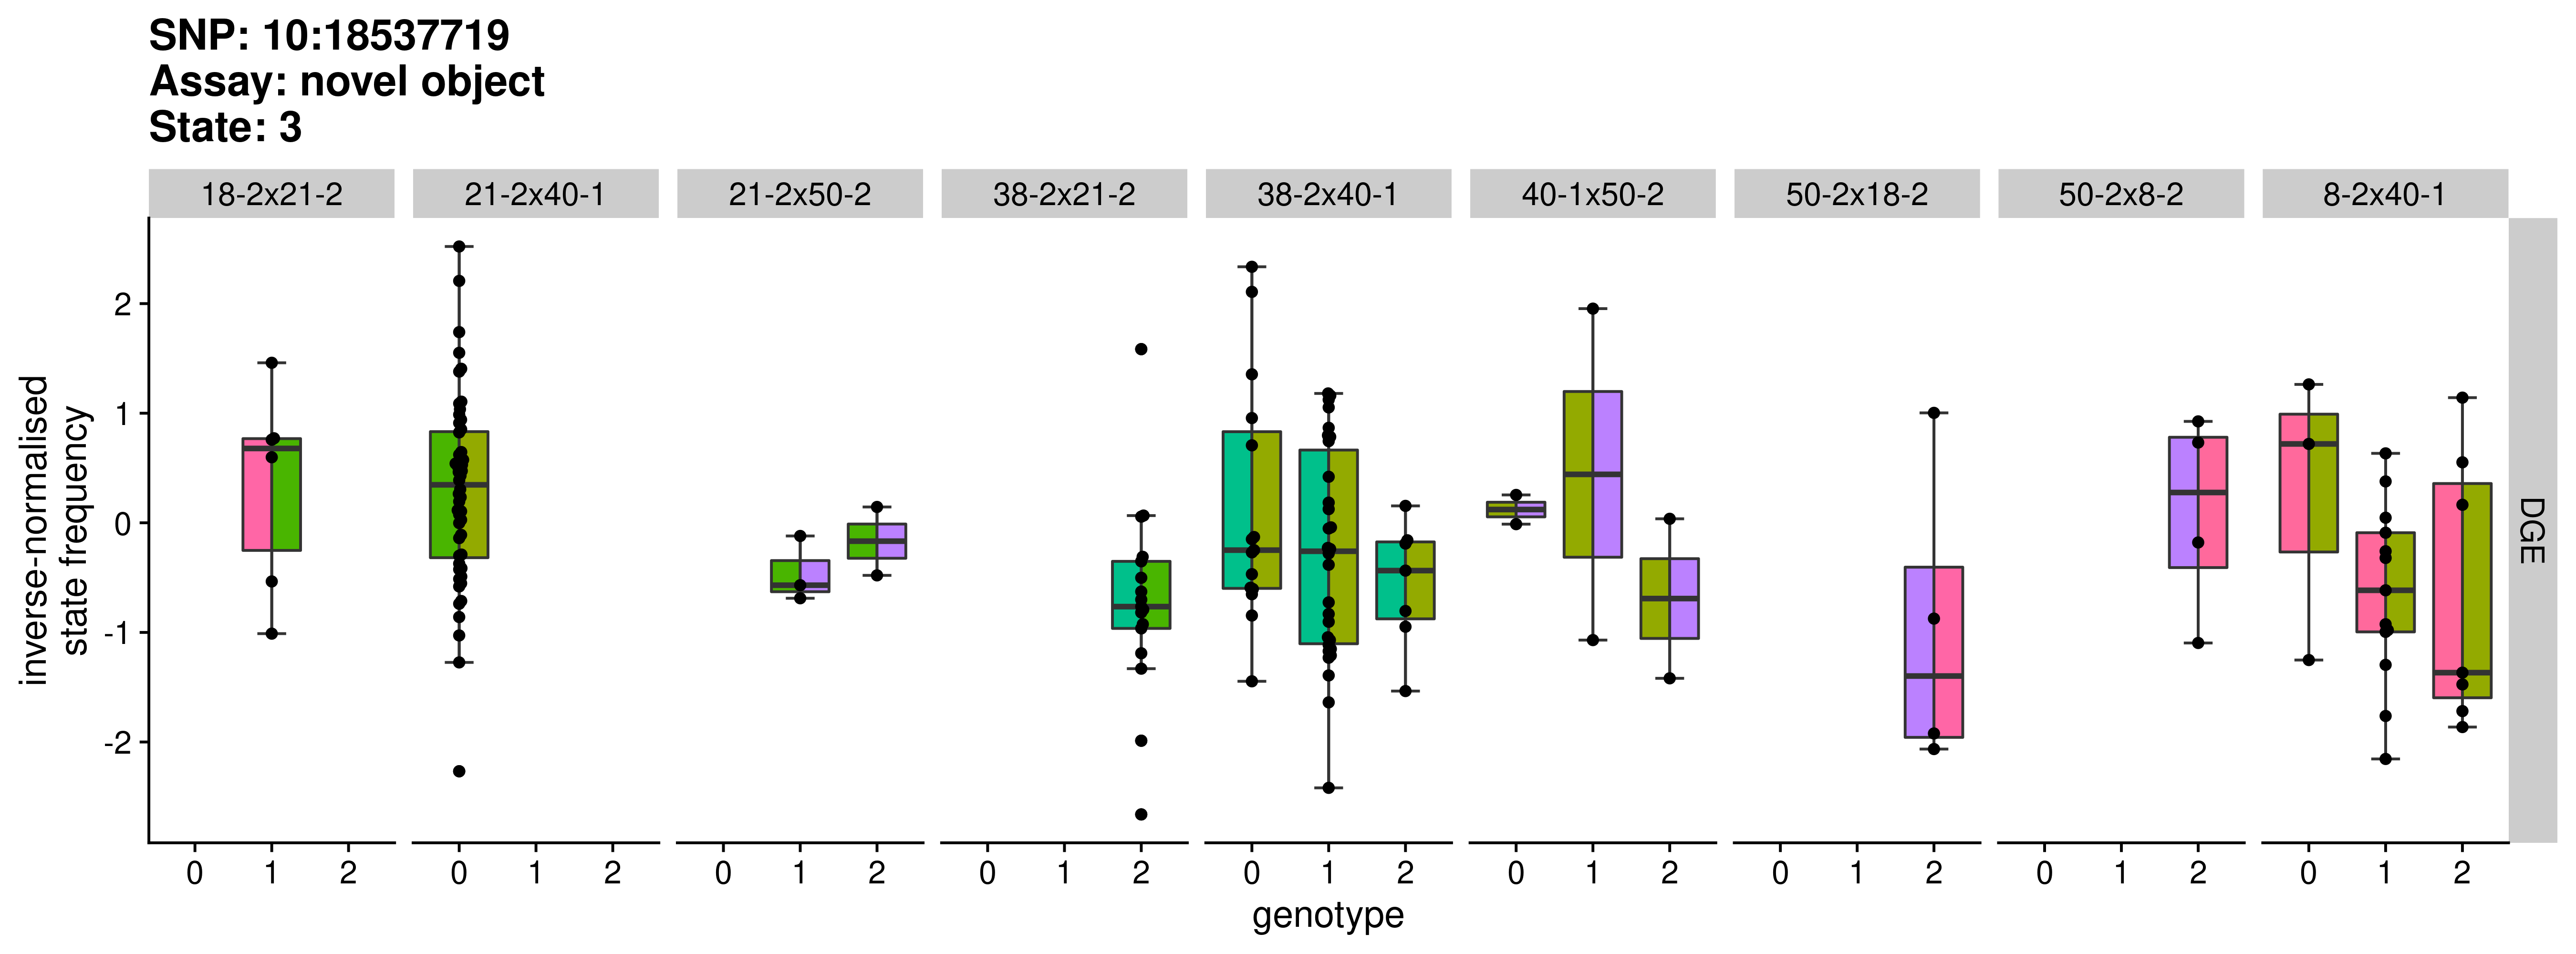 SNP: 10:18537719
Assay: novel object
State: 3
18-2x21-2 21-2x40-1 21-2x50-2 38-2x21-2 38-2x40-1 40-1x50-2 50-2x18-2 50-2x8-2 8-2x40-1
inverse-normalised
state frequency
2
1
0
-1
-2
DGE
0 1 2 0 1 2 0 1 2 0 1 2 0 1 2 0 1 2 0 1 2 0 1 2 0 1 2
genotype